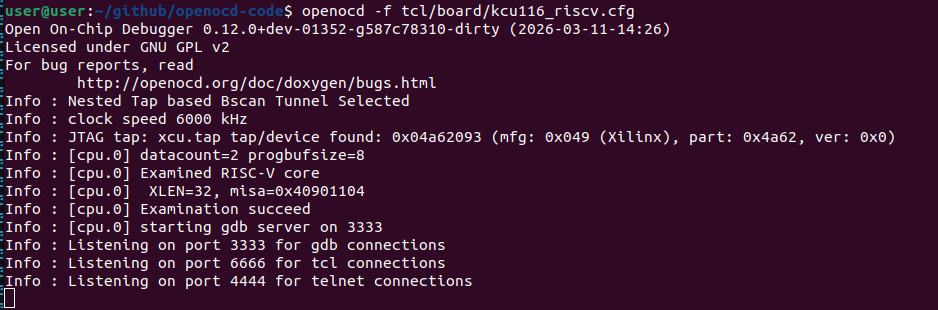 user@user:~/github/openocd-code$ openocd -f tcl/board/kcu116_riscv.cfg
Open On-Chip Debugger 0.12.0+dev-01352-g587c78310-dirty (2026-03-11-14:26)
Licensed under GNU GPL v2
For bug reports, read
        http://openocd.org/doc/doxygen/bugs.html
Info : Nested Tap based Bscan Tunnel Selected
Info : clock speed 6000 kHz
Info : JTAG tap: xcu.tap tap/device found: 0x04a62093 (mfg: 0x049 (Xilinx), part: 0x4a62, ver: 0x0)
Info : [cpu.0] datacount=2 progbufsize=8
Info : [cpu.0] Examined RISC-V core
Info : [cpu.0]  XLEN=32, misa=0x40901104
Info : [cpu.0] Examination succeed
Info : [cpu.0] starting gdb server on 3333
Info : Listening on port 3333 for gdb connections
Info : Listening on port 6666 for tcl connections
Info : Listening on port 4444 for telnet connections